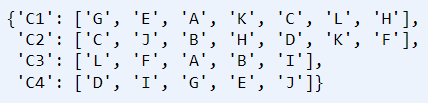 {'C1': ['G', 'E', 'A', 'K', 'C', 'L', 'H'],
'C2': ['C', 'J', 'B', 'H', 'D', 'K', 'F'],
'C3': ['L', 'F', 'A', 'B', 'I'],
'C4': ['D', 'I', 'G', 'E', 'J']}